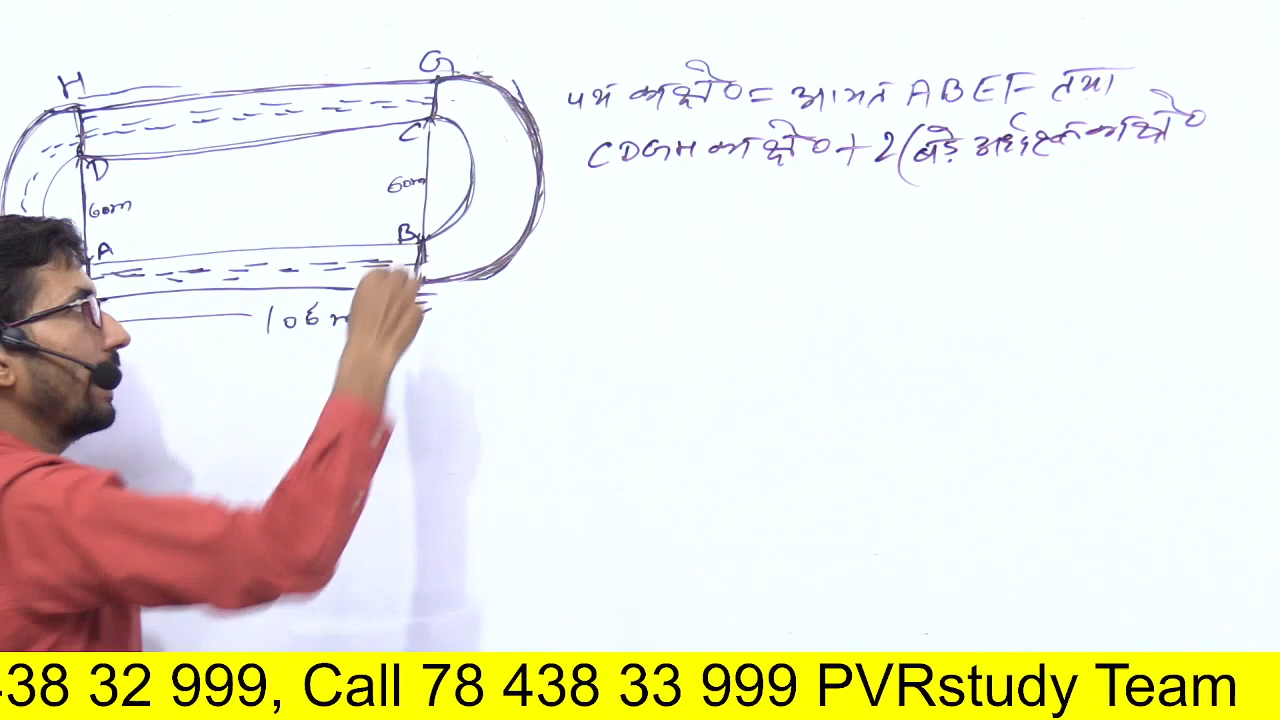 H
G
D
C
60m
60m
A
B
106
पथ का क्षे० = आयत ABEF तथा
CDGH का क्षे० + 2(बड़े अर्धवृत्त का क्षे०
438 32 999, Call 78 438 33 999 PVRstudy Team